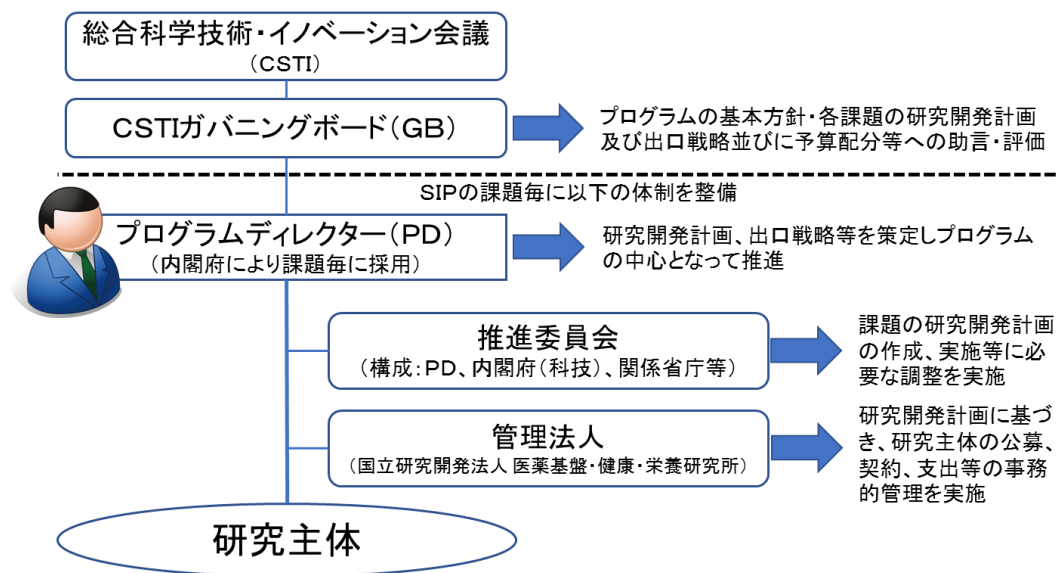 総合科学技術・イノベーション会議
（CSTI）
CSTIガバニングボード（GB）
プログラムの基本方針・各課題の研究開発計画
及び出口戦略並びに予算配分等への助言・評価
SIPの課題毎に以下の体制を整備
プログラムディレクター（PD）
（内閣府により課題毎に採用）
研究開発計画、出口戦略等を策定しプログラム
の中心となって推進
推進委員会
（構成：PD、内閣府（科技）、関係省庁等）
課題の研究開発計画
の作成、実施等に必
要な調整を実施
管理法人
（国立研究開発法人 医薬基盤・健康・栄養研究所）
研究開発計画に基づ
き、研究主体の公募、
契約、支出等の事務
的管理を実施
研究主体